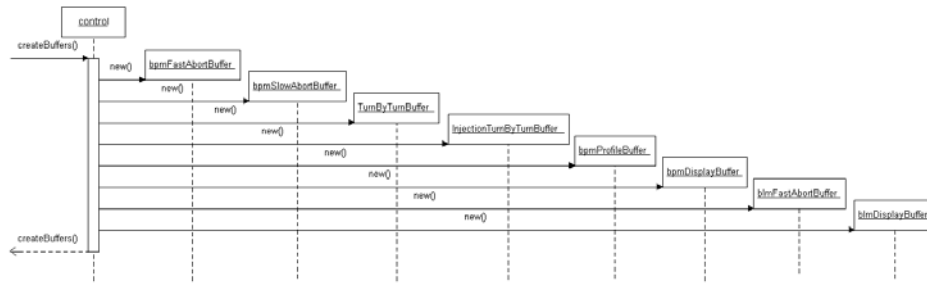 control
createBuffers()
new()
bpmFastAbortBuffer
new()
bpmSlowAbortBuffer
new()
TurnByTurnBuffer
new()
InjectionTurnByTurnBuffer
new()
bpmProfileBuffer
new()
bpmDisplayBuffer
new()
blmFastAbortBuffer
new()
blmDisplayBuffer
createBuffers()